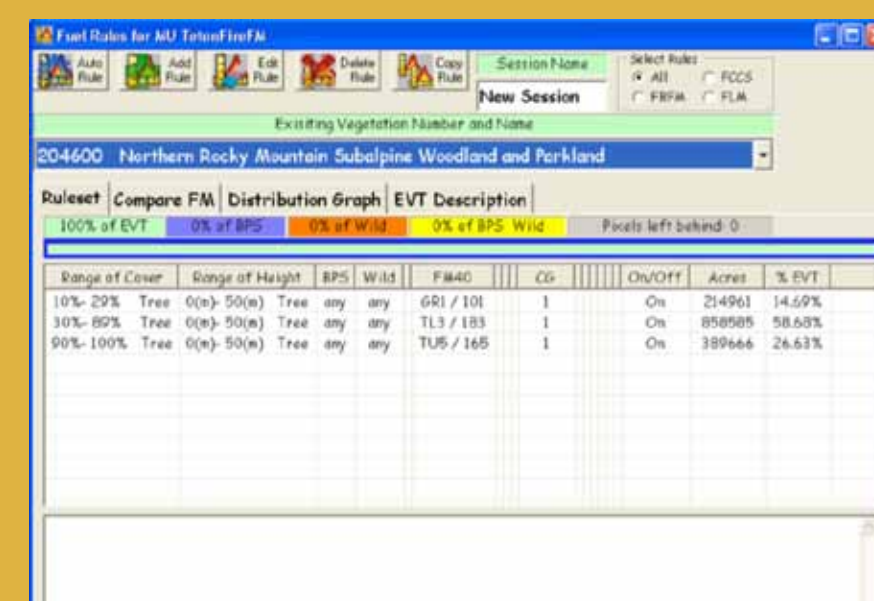 Fuel Rules for MU TetonFireFM
Auto Rule Add Rule Edit Rule Delete Rule Copy Rule Session Name Select Rules
All FCCS
New Session FRFM FLM
Exisiting Vegetation Number and Name
204600 Northern Rocky Mountain Subalpine Woodland and Parkland
Ruleset Compare FM Distribution Graph EVT Description
100% of EVT 0% of BPS 0% of Wild 0% of BPS Wild Pixels left behind: 0
Range of Cover Range of Height BPS Wild FM40 CG On/Off Acres % EVT
10%- 29% Tree 0(m)- 50(m) Tree any any GR1 / 101 1 On 214961 14.69%
30%- 89% Tree 0(m)- 50(m) Tree any any TL3 / 183 1 On 858585 58.68%
90%- 100% Tree 0(m)- 50(m) Tree any any TU5 / 165 1 On 389666 26.63%